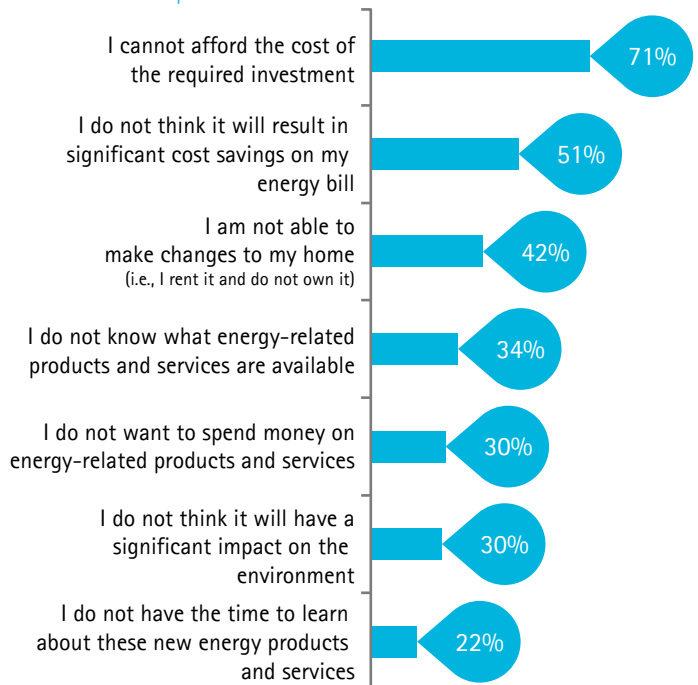 I cannot afford the cost of
the required investment
71%
I do not think it will result in
significant cost savings on my
energy bill
51%
I am not able to
make changes to my home
(i.e., I rent it and do not own it)
42%
I do not know what energy-related
products and services are available
34%
I do not want to spend money on
energy-related products and services
30%
I do not think it will have a
significant impact on the
environment
30%
I do not have the time to learn
about these new energy products
and services
22%